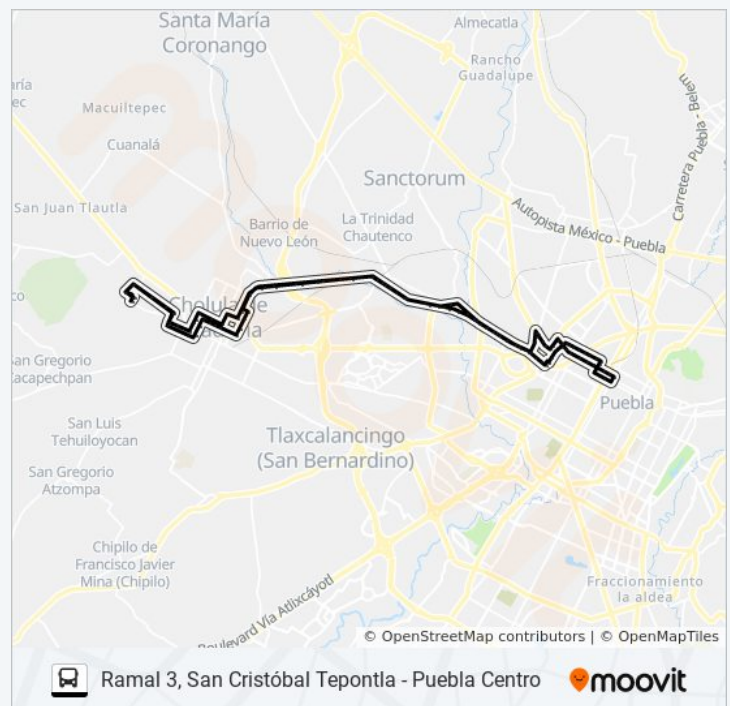 Santa María
Coronango
Almecatla
Rancho
Guadalupe
Macuiltepec
Cuanalá
Sanctorum
Carretera Puebla - Belem
San Juan Tlautla
Barrio de
Nuevo León
La Trinidad
Chautenco
Autopista México - Puebla
Cholula de
San Gregorio
Zacapechpan
Puebla
San Luis
Tehuiloyocan
Tlaxcalancingo
(San Bernardino)
San Gregorio
Atzompa
Chipilo de
Francisco Javier
Mina (Chipilo)
Fraccionamiento
la aldea
Boulevard Vía Atlixcáyotl
© OpenStreetMap contributors | © OpenMapTiles
Ramal 3, San Cristóbal Tepontla - Puebla Centro
moovit